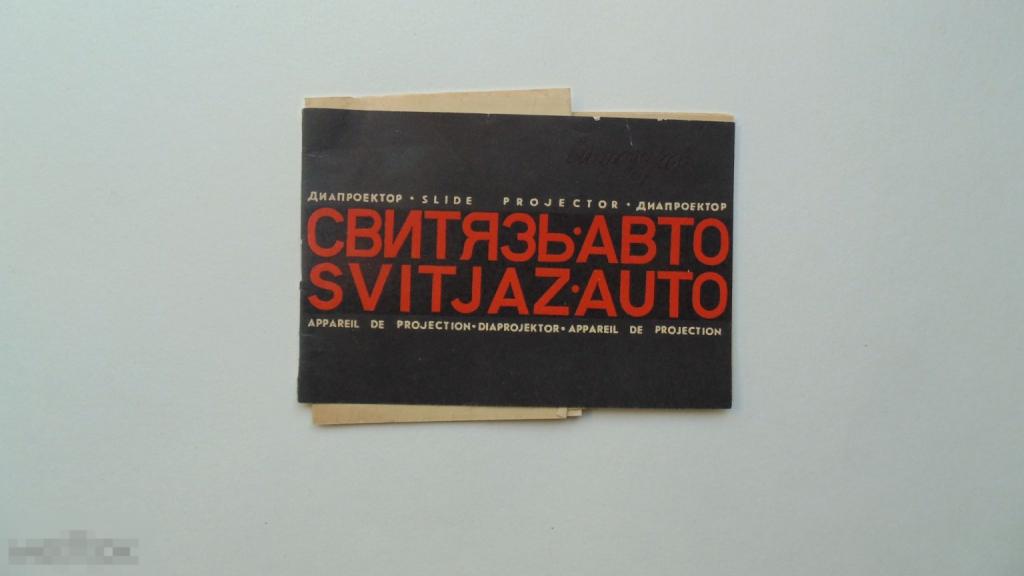 ДИАПРОЕКТОР · SLIDE PROJECTOR · ДИАПРОЕКТОР
СВИТЯЗЬ·АВТО
SVITJAZ·AUTO
APPAREIL DE PROJECTION · DIAPROJEKTOR · APPAREIL DE PROJECTION